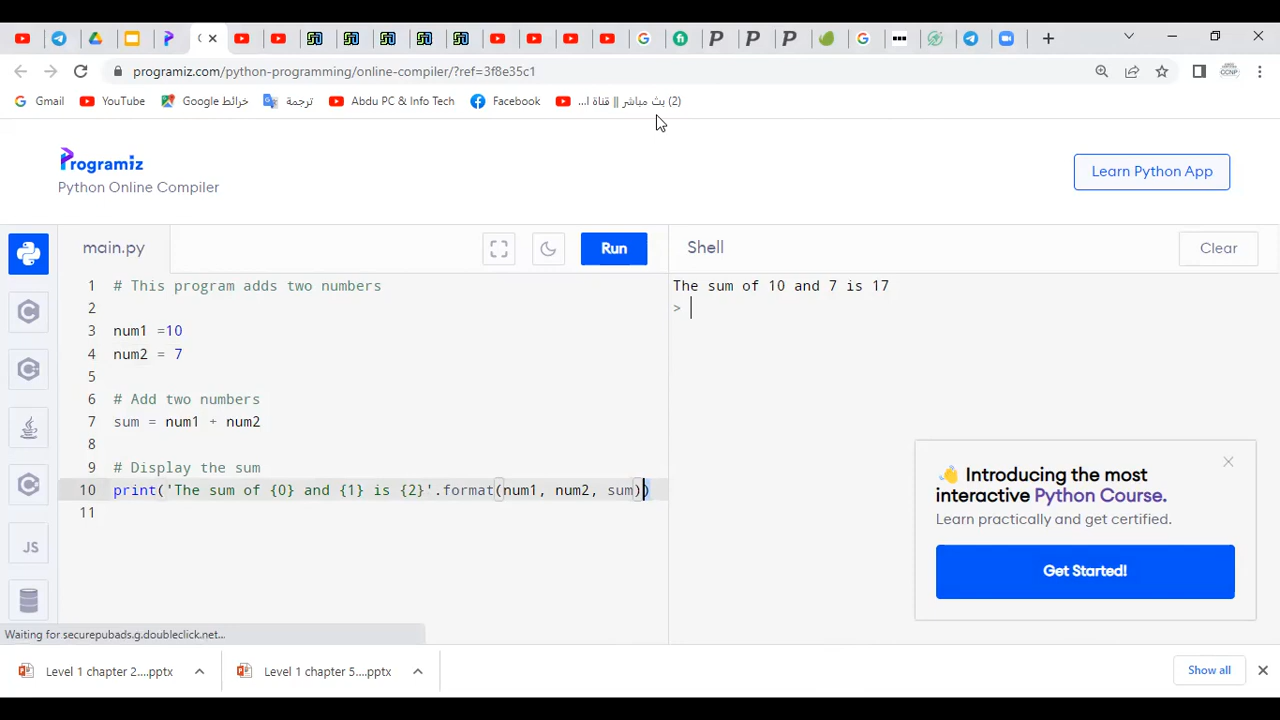 programiz.com/python-programming/online-compiler/?ref=3f8e35c1
Gmail YouTube خرائط Google ترجمة Abdu PC & Info Tech Facebook (2) بث مباشر || قناة ا...
Programiz
Python Online Compiler
Learn Python App
main.py Run Shell Clear
1 # This program adds two numbers
2
3 num1 =10
4 num2 = 7
5
6 # Add two numbers
7 sum = num1 + num2
8
9 # Display the sum
10 print('The sum of {0} and {1} is {2}'.format(num1, num2, sum))
11
The sum of 10 and 7 is 17
>
JS
👋 Introducing the most
interactive Python Course.
Learn practically and get certified.
Get Started!
Waiting for securepubads.g.doubleclick.net...
Level 1 chapter 2....pptx Level 1 chapter 5....pptx Show all